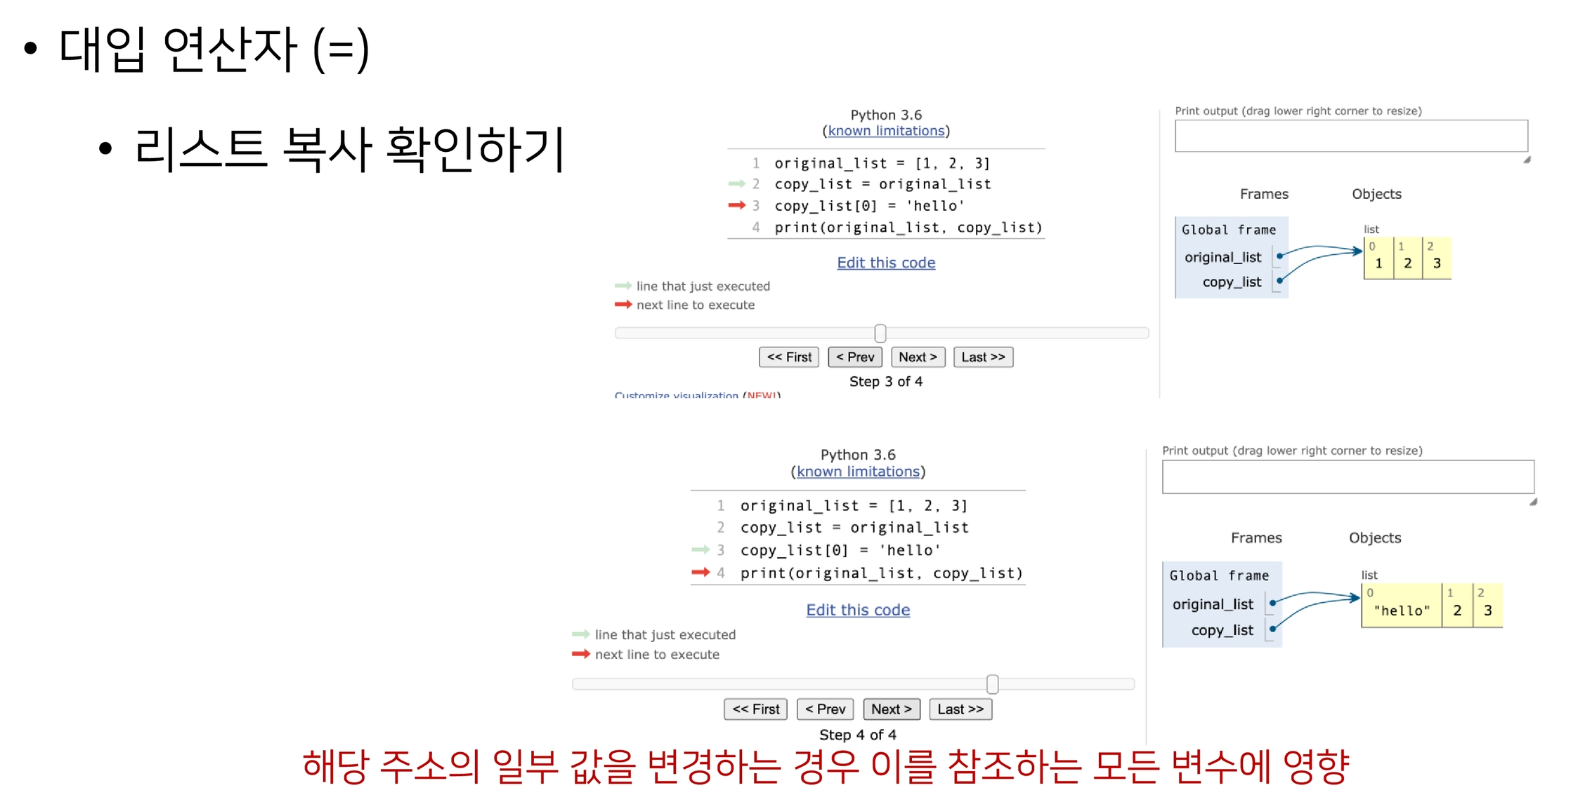 • 대입 연산자 (=)
• 리스트 복사 확인하기
Python 3.6
(known limitations)
1 original_list = [1, 2, 3]
2 copy_list = original_list
3 copy_list[0] = 'hello'
4 print(original_list, copy_list)
Edit this code
line that just executed
next line to execute
<< First
< Prev
Next >
Last >>
Step 3 of 4
Customize visualization (NEW!)
Print output (drag lower right corner to resize)
Frames
Objects
Global frame
original_list
copy_list
list
0 1 2
1 2 3
Python 3.6
(known limitations)
1 original_list = [1, 2, 3]
2 copy_list = original_list
3 copy_list[0] = 'hello'
4 print(original_list, copy_list)
Edit this code
line that just executed
next line to execute
<< First
< Prev
Next >
Last >>
Step 4 of 4
Print output (drag lower right corner to resize)
Frames
Objects
Global frame
original_list
copy_list
list
0 1 2
"hello" 2 3
해당 주소의 일부 값을 변경하는 경우 이를 참조하는 모든 변수에 영향